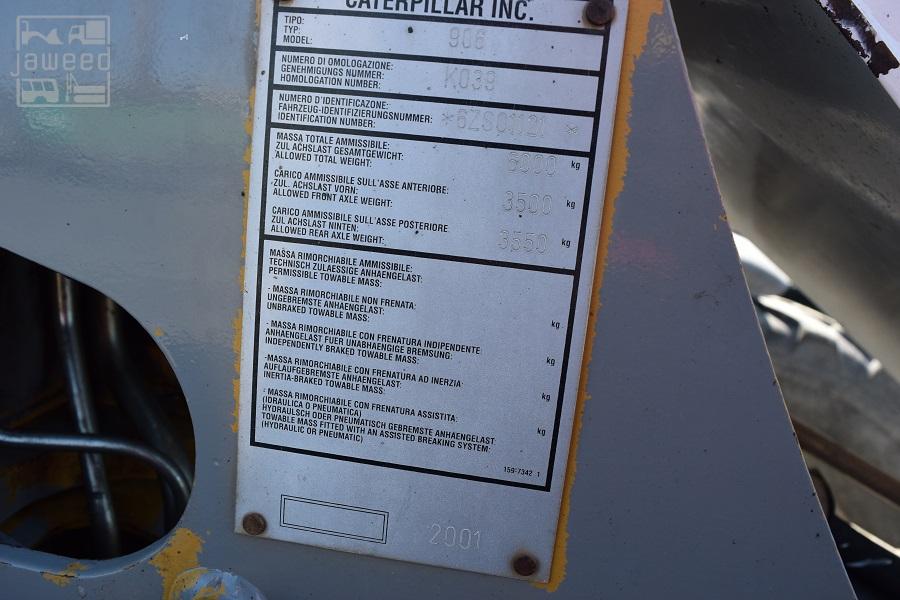 jaweed
CATERPILLAR INC.
TIPO:
TYP:
MODEL: 906
NUMERO DI OMOLOGAZIONE:
GENEHMIGUNGS NUMMER:
HOMOLOGATION NUMBER: K039
NUMERO D'IDENTIFICAZONE:
FAHRZEUG-IDENTIFIZIERUNGSNUMMER:
IDENTIFICATION NUMBER: *6ZS01121 *
MASSA TOTALE AMMISSIBILE:
ZUL ACHSLAST GESAMTGEWICHT:
ALLOWED TOTAL WEIGHT: kg
CARICO AMMISSIBILE SULL'ASSE ANTERIORE:
ZUL. ACHSLAST VORN:
ALLOWED FRONT AXLE WEIGHT: 3500 kg
CARICO AMMISSIBILE SULL'ASSE POSTERIORE
ZUL ACHSLAST NINTEN:
ALLOWED REAR AXLE WEIGHT: 3550 kg
MASSA RIMORCHIABILE AMMISSIBILE:
TECHNISCH ZULAESSIGE ANHAENGELAST:
PERMISSIBLE TOWABLE MASS:
- MASSA RIMORCHIABILE NON FRENATA:
UNGEBREMSTE ANHAENGELAST:
UNBRAKED TOWABLE MASS: kg
- MASSA RIMORCHIABILE CON FRENATURA INDIPENDENTE
ANHAENGELAST FUER UNABHAENGIGE BREMSUNG:
INDEPENDENTLY BRAKED TOWABLE MASS: kg
-MASSA RIMORCHIABILE CON FRENATURA AD INERZIA:
AUFLAUFGEBREMSTE ANHAENGELAST:
INERTIA-BRAKED TOWABLE MASS: kg
- MASSA RIMORCHIABILE CON FRENATURA ASSISTITA:
(IDRAULICA O PNEUMATICA) kg
HYDRAULSCH ODER PNEUMATISCH GEBREMSTE ANHAENGELAST
TOWABLE MASS FITTED WITH AN ASSISTED BREAKING SYSTEM:
(HYDRAULIC OR PNEUMATIC)
159-7342 1
2001